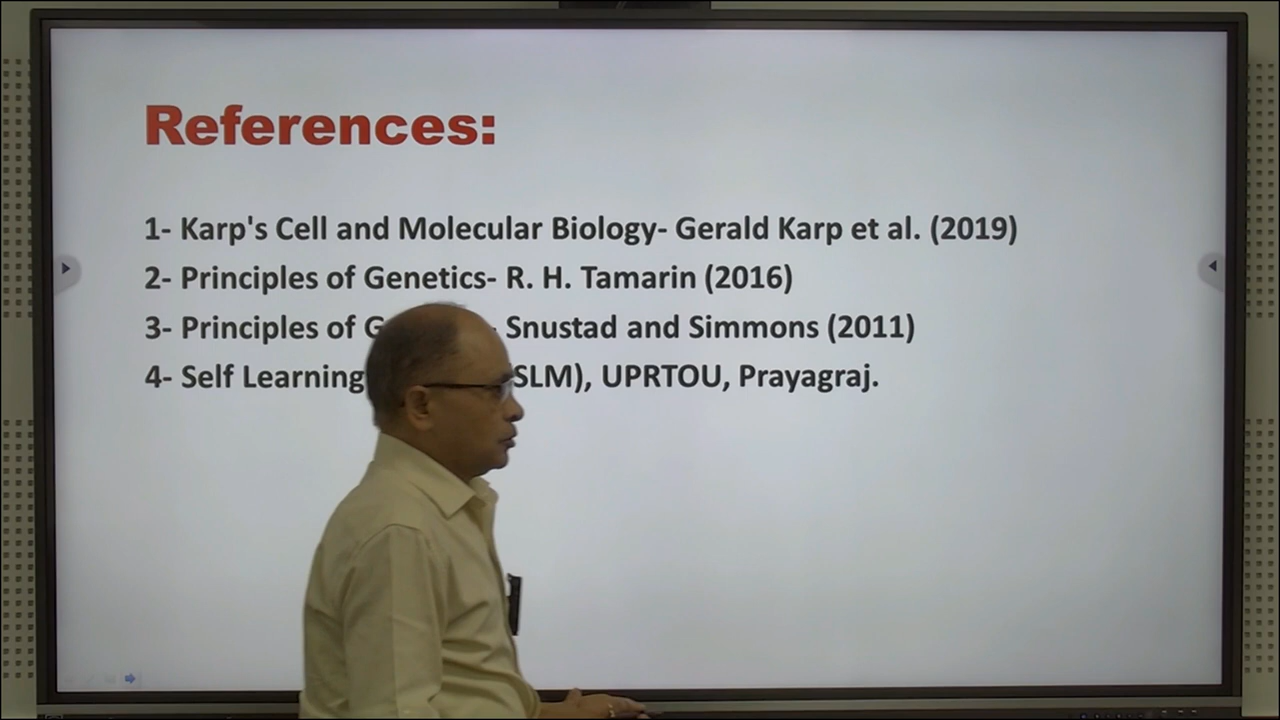 References:
1- Karp's Cell and Molecular Biology- Gerald Karp et al. (2019)
2- Principles of Genetics- R. H. Tamarin (2016)
3- Principles of - Snustad and Simmons (2011)
4- Self Learning SLM), UPRTOU, Prayagraj.